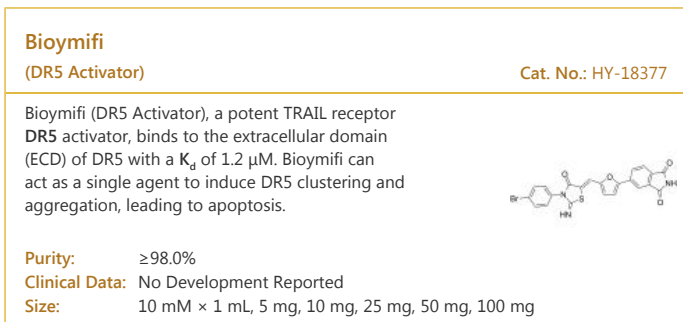 Bioymifi
(DR5 Activator)
Cat. No.: HY-18377
Bioymifi (DR5 Activator), a potent TRAIL receptor
DR5 activator, binds to the extracellular domain
(ECD) of DR5 with a Kd of 1.2 μM. Bioymifi can
act as a single agent to induce DR5 clustering and
aggregation, leading to apoptosis.
O
O
NH
O
O
N
S
Br
HN
Purity: ≥98.0%
Clinical Data: No Development Reported
Size: 10 mM × 1 mL, 5 mg, 10 mg, 25 mg, 50 mg, 100 mg